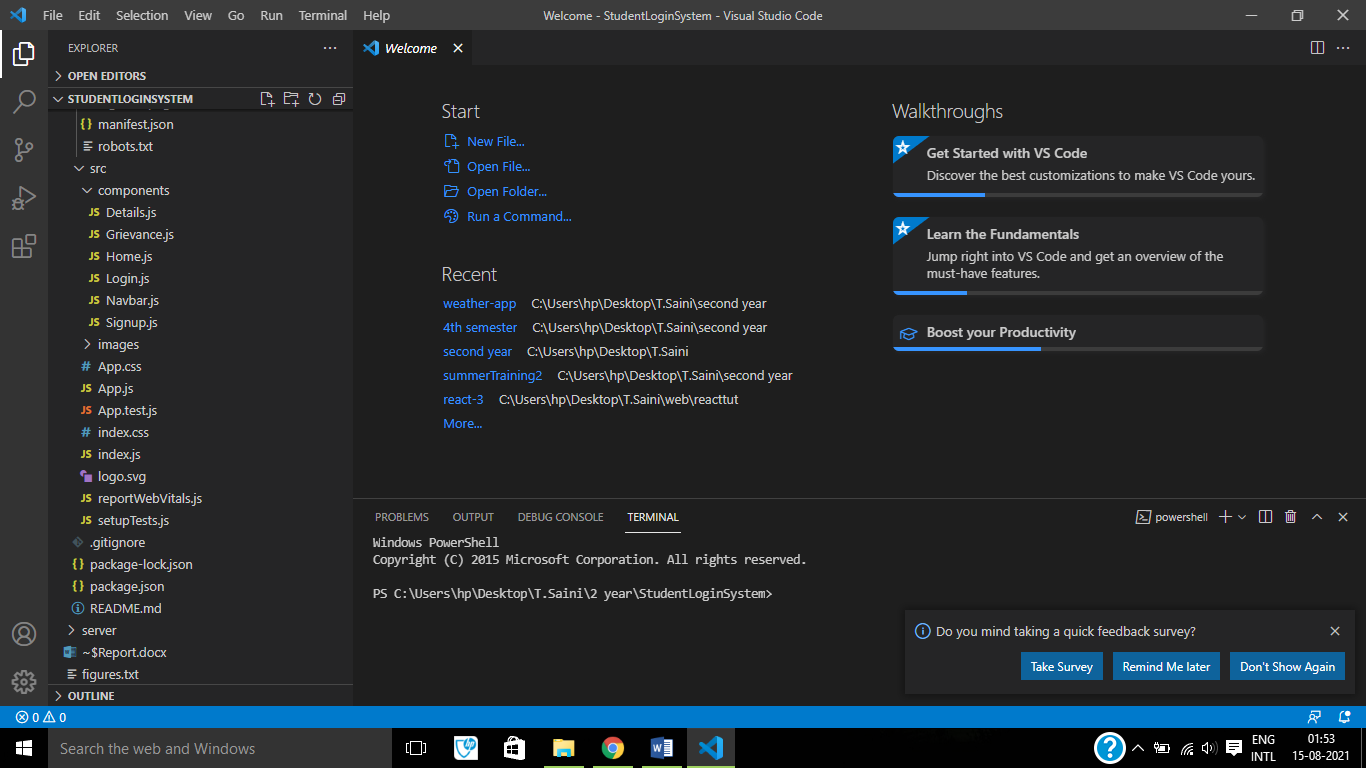 File Edit Selection View Go Run Terminal Help
Welcome - StudentLoginSystem - Visual Studio Code
EXPLORER
OPEN EDITORS
STUDENTLOGINSYSTEM
manifest.json
robots.txt
src
components
Details.js
Grievance.js
Home.js
Login.js
Navbar.js
Signup.js
images
App.css
App.js
App.test.js
index.css
index.js
logo.svg
reportWebVitals.js
setupTests.js
.gitignore
package-lock.json
package.json
README.md
server
~$Report.docx
figures.txt
OUTLINE
Welcome
Start
New File...
Open File...
Open Folder...
Run a Command...
Recent
weather-app C:\Users\hp\Desktop\T.Saini\second year
4th semester C:\Users\hp\Desktop\T.Saini\second year
second year C:\Users\hp\Desktop\T.Saini
summerTraining2 C:\Users\hp\Desktop\T.Saini\second year
react-3 C:\Users\hp\Desktop\T.Saini\web\reacttut
More...
Walkthroughs
Get Started with VS Code
Discover the best customizations to make VS Code yours.
Learn the Fundamentals
Jump right into VS Code and get an overview of the
must-have features.
Boost your Productivity
PROBLEMS OUTPUT DEBUG CONSOLE TERMINAL
powershell
Windows PowerShell
Copyright (C) 2015 Microsoft Corporation. All rights reserved.
PS C:\Users\hp\Desktop\T.Saini\2 year\StudentLoginSystem>
Do you mind taking a quick feedback survey?
Take Survey Remind Me later Don't Show Again
0 0
Search the web and Windows
ENG
INTL
01:53
15-08-2021